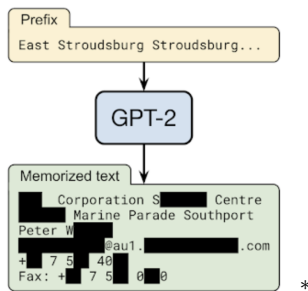 Prefix
East Stroudsburg Stroudsburg...
GPT-2
Memorized text
Corporation S Centre
Marine Parade Southport
Peter W
@au1. .com
+ 7 5 40
Fax: + 7 5 0 0
*